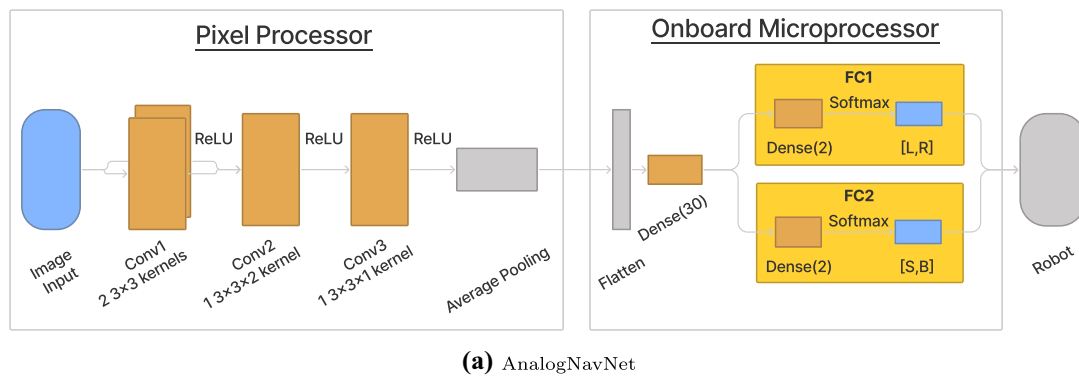 Pixel Processor
Onboard Microprocessor
ReLU
ReLU
ReLU
Image
Input
Conv1
2 3×3 kernels
Conv2
1 3×3×2 kernel
Conv3
1 3×3×1 kernel
Average Pooling
Flatten
Dense(30)
FC1
Softmax
Dense(2)
[L,R]
FC2
Softmax
Dense(2)
[S,B]
Robot
(a) AnalogNavNet